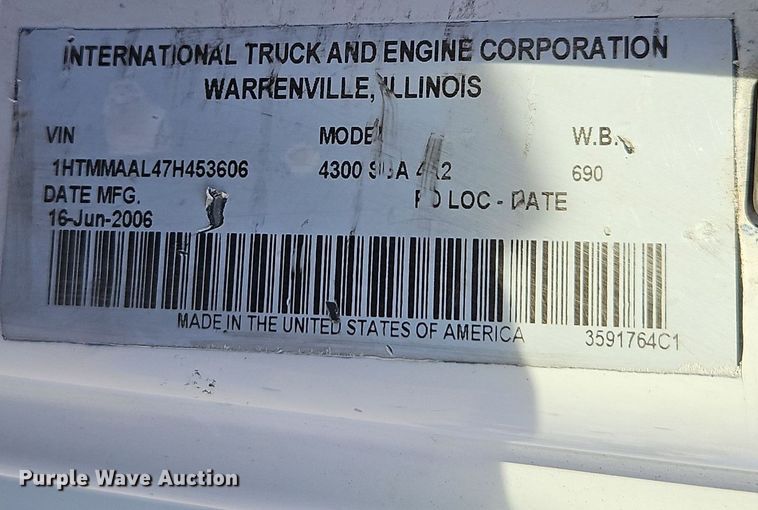 INTERNATIONAL TRUCK AND ENGINE CORPORATION
WARRENVILLE, ILLINOIS
VIN MODEL W.B.
1HTMMAAL47H453606 4300 690
DATE MFG. LOC - DATE
16-Jun-2006
MADE IN THE UNITED STATES OF AMERICA 3591764C1
Purple Wave Auction